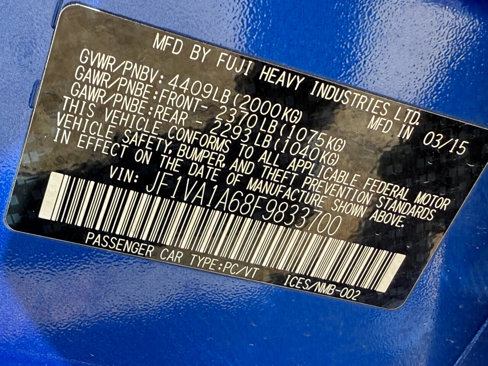 MFD BY FUJI HEAVY INDUSTRIES LTD.
GVWR/PNBV: 4409LB(2000KG) MFD IN 03/15
GAWR/PNBE:FRONT- 2370LB(1075KG)
GAWR/PNBE:REAR - 2293LB(1040KG)
THIS VEHICLE CONFORMS TO ALL APPLICABLE FEDERAL MOTOR
VEHICLE SAFETY, BUMPER, AND THEFT PREVENTION STANDARDS
IN EFFECT ON THE DATE OF MANUFACTURE SHOWN ABOVE.
VIN: JF1VA1A68F9833700
PASSENGER CAR TYPE:PC/VT ICES/NMB-002